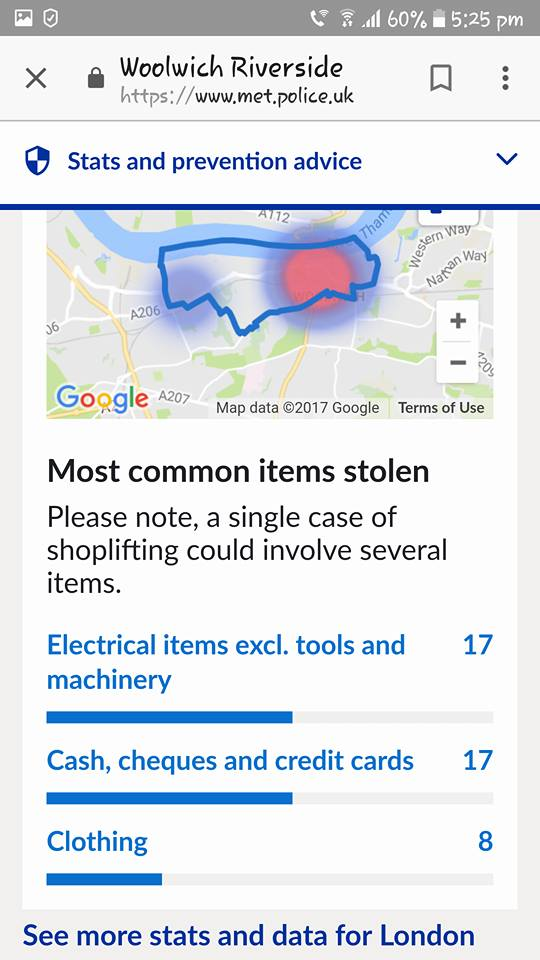 60% 5:25 pm
Woolwich Riverside
https://www.met.police.uk
Stats and prevention advice
A112
Western Way
Nathan Way
A206
A207
Google
Map data ©2017 Google
Terms of Use
Most common items stolen
Please note, a single case of
shoplifting could involve several
items.
Electrical items excl. tools and 17
machinery
Cash, cheques and credit cards 17
Clothing 8
See more stats and data for London